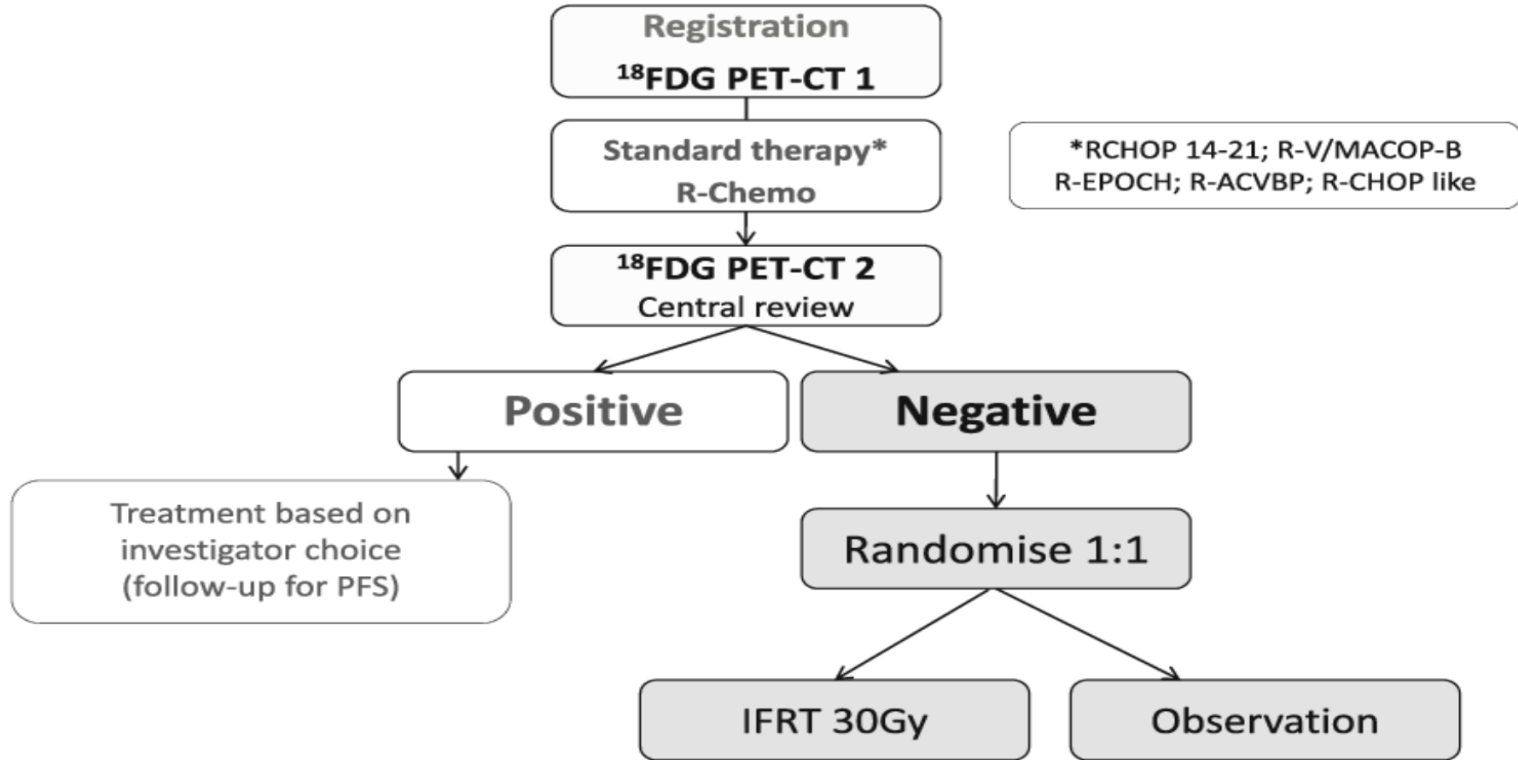 Registration
¹⁸FDG PET-CT 1
Standard therapy*
R-Chemo
*RCHOP 14-21; R-V/MACOP-B
R-EPOCH; R-ACVBP; R-CHOP like
¹⁸FDG PET-CT 2
Central review
Positive
Negative
Treatment based on
investigator choice
(follow-up for PFS)
Randomise 1:1
IFRT 30Gy
Observation